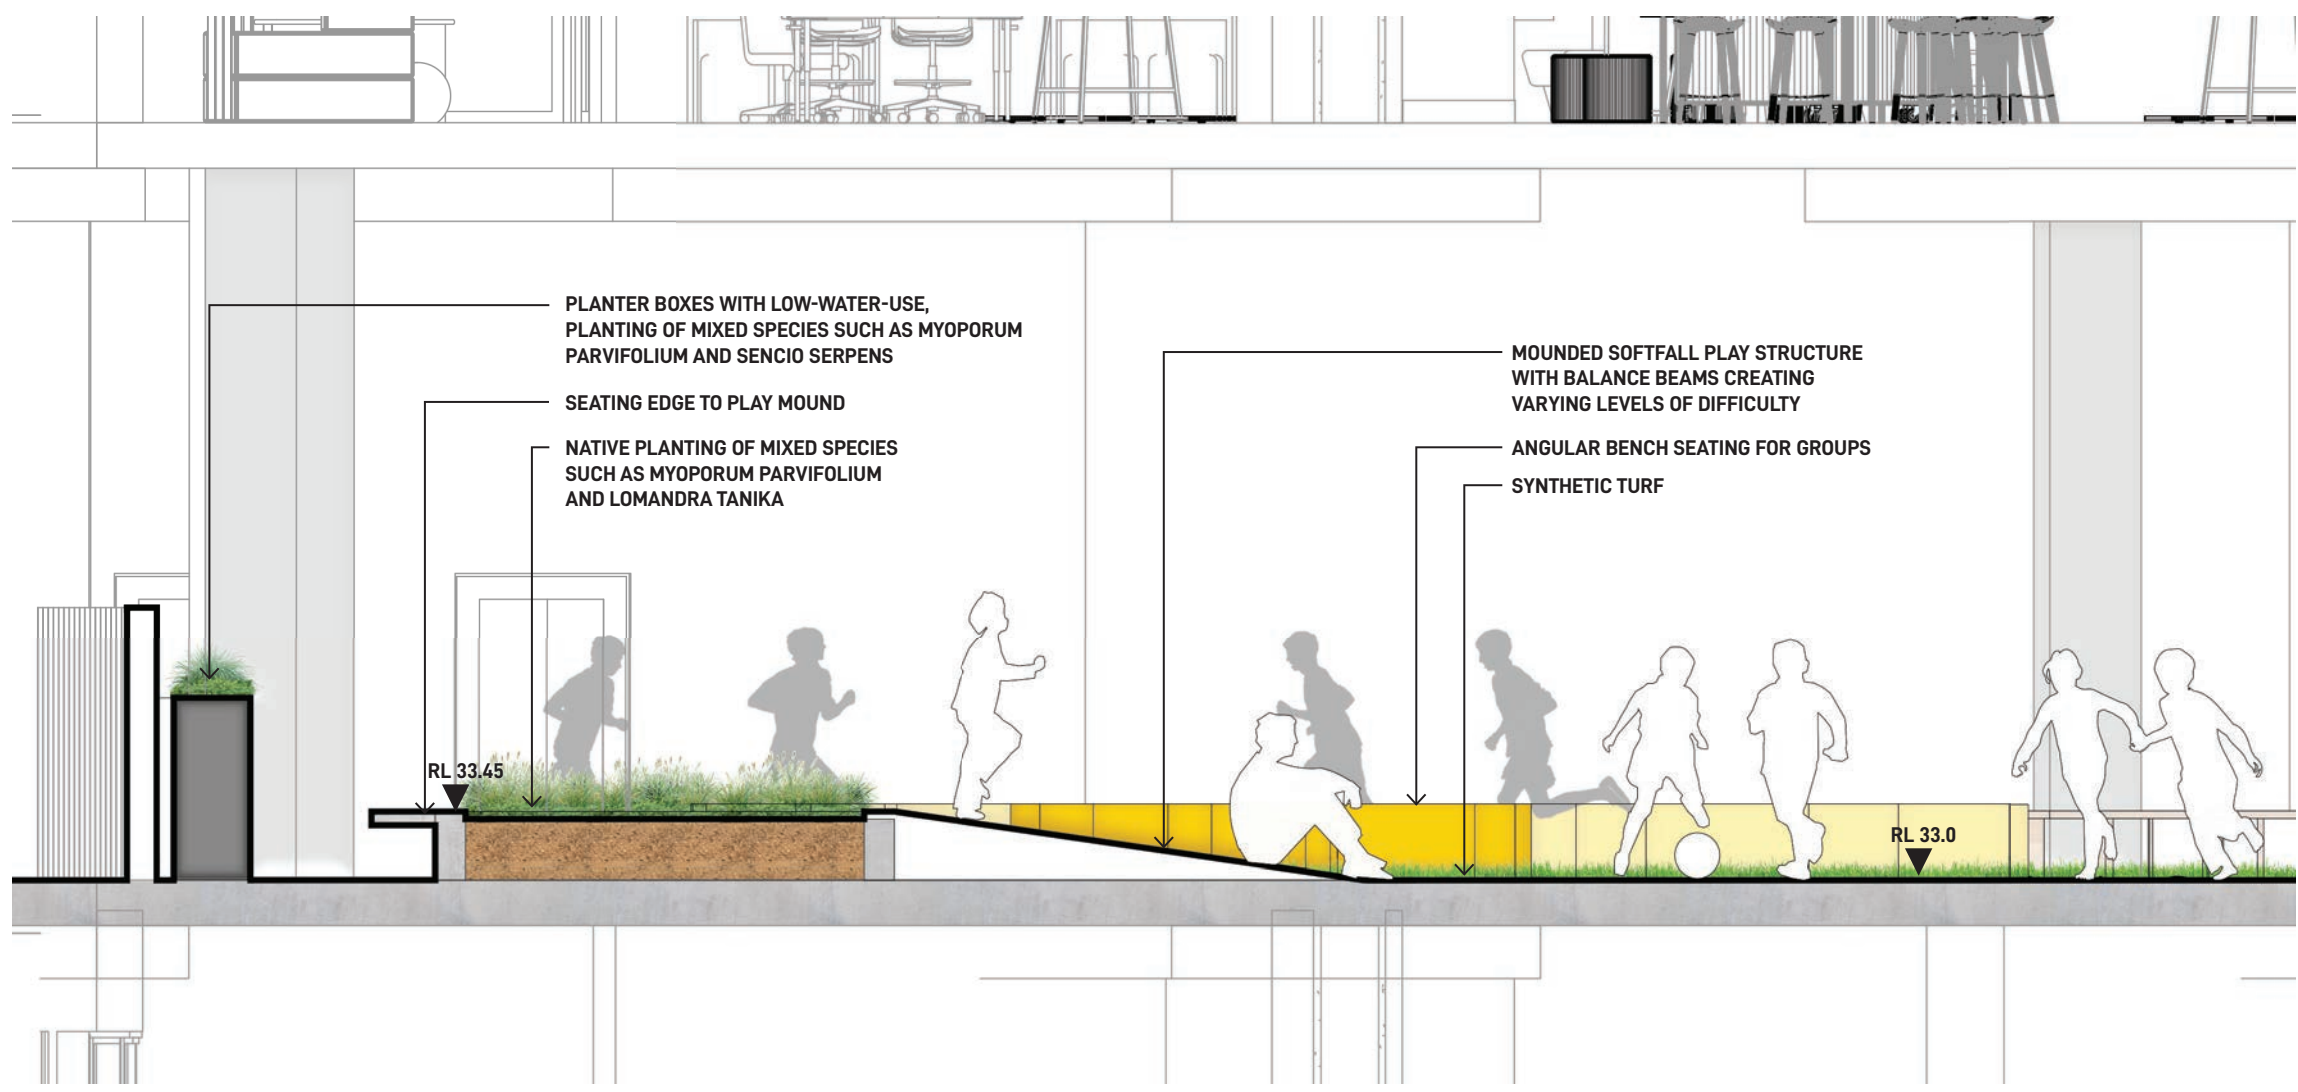 PLANTER BOXES WITH LOW-WATER-USE,
PLANTING OF MIXED SPECIES SUCH AS MYOPORUM
PARVIFOLIUM AND SENCIO SERPENS
SEATING EDGE TO PLAY MOUND
NATIVE PLANTING OF MIXED SPECIES
SUCH AS MYOPORUM PARVIFOLIUM
AND LOMANDRA TANIKA
MOUNDED SOFTFALL PLAY STRUCTURE
WITH BALANCE BEAMS CREATING
VARYING LEVELS OF DIFFICULTY
ANGULAR BENCH SEATING FOR GROUPS
SYNTHETIC TURF
RL 33.45
RL 33.0